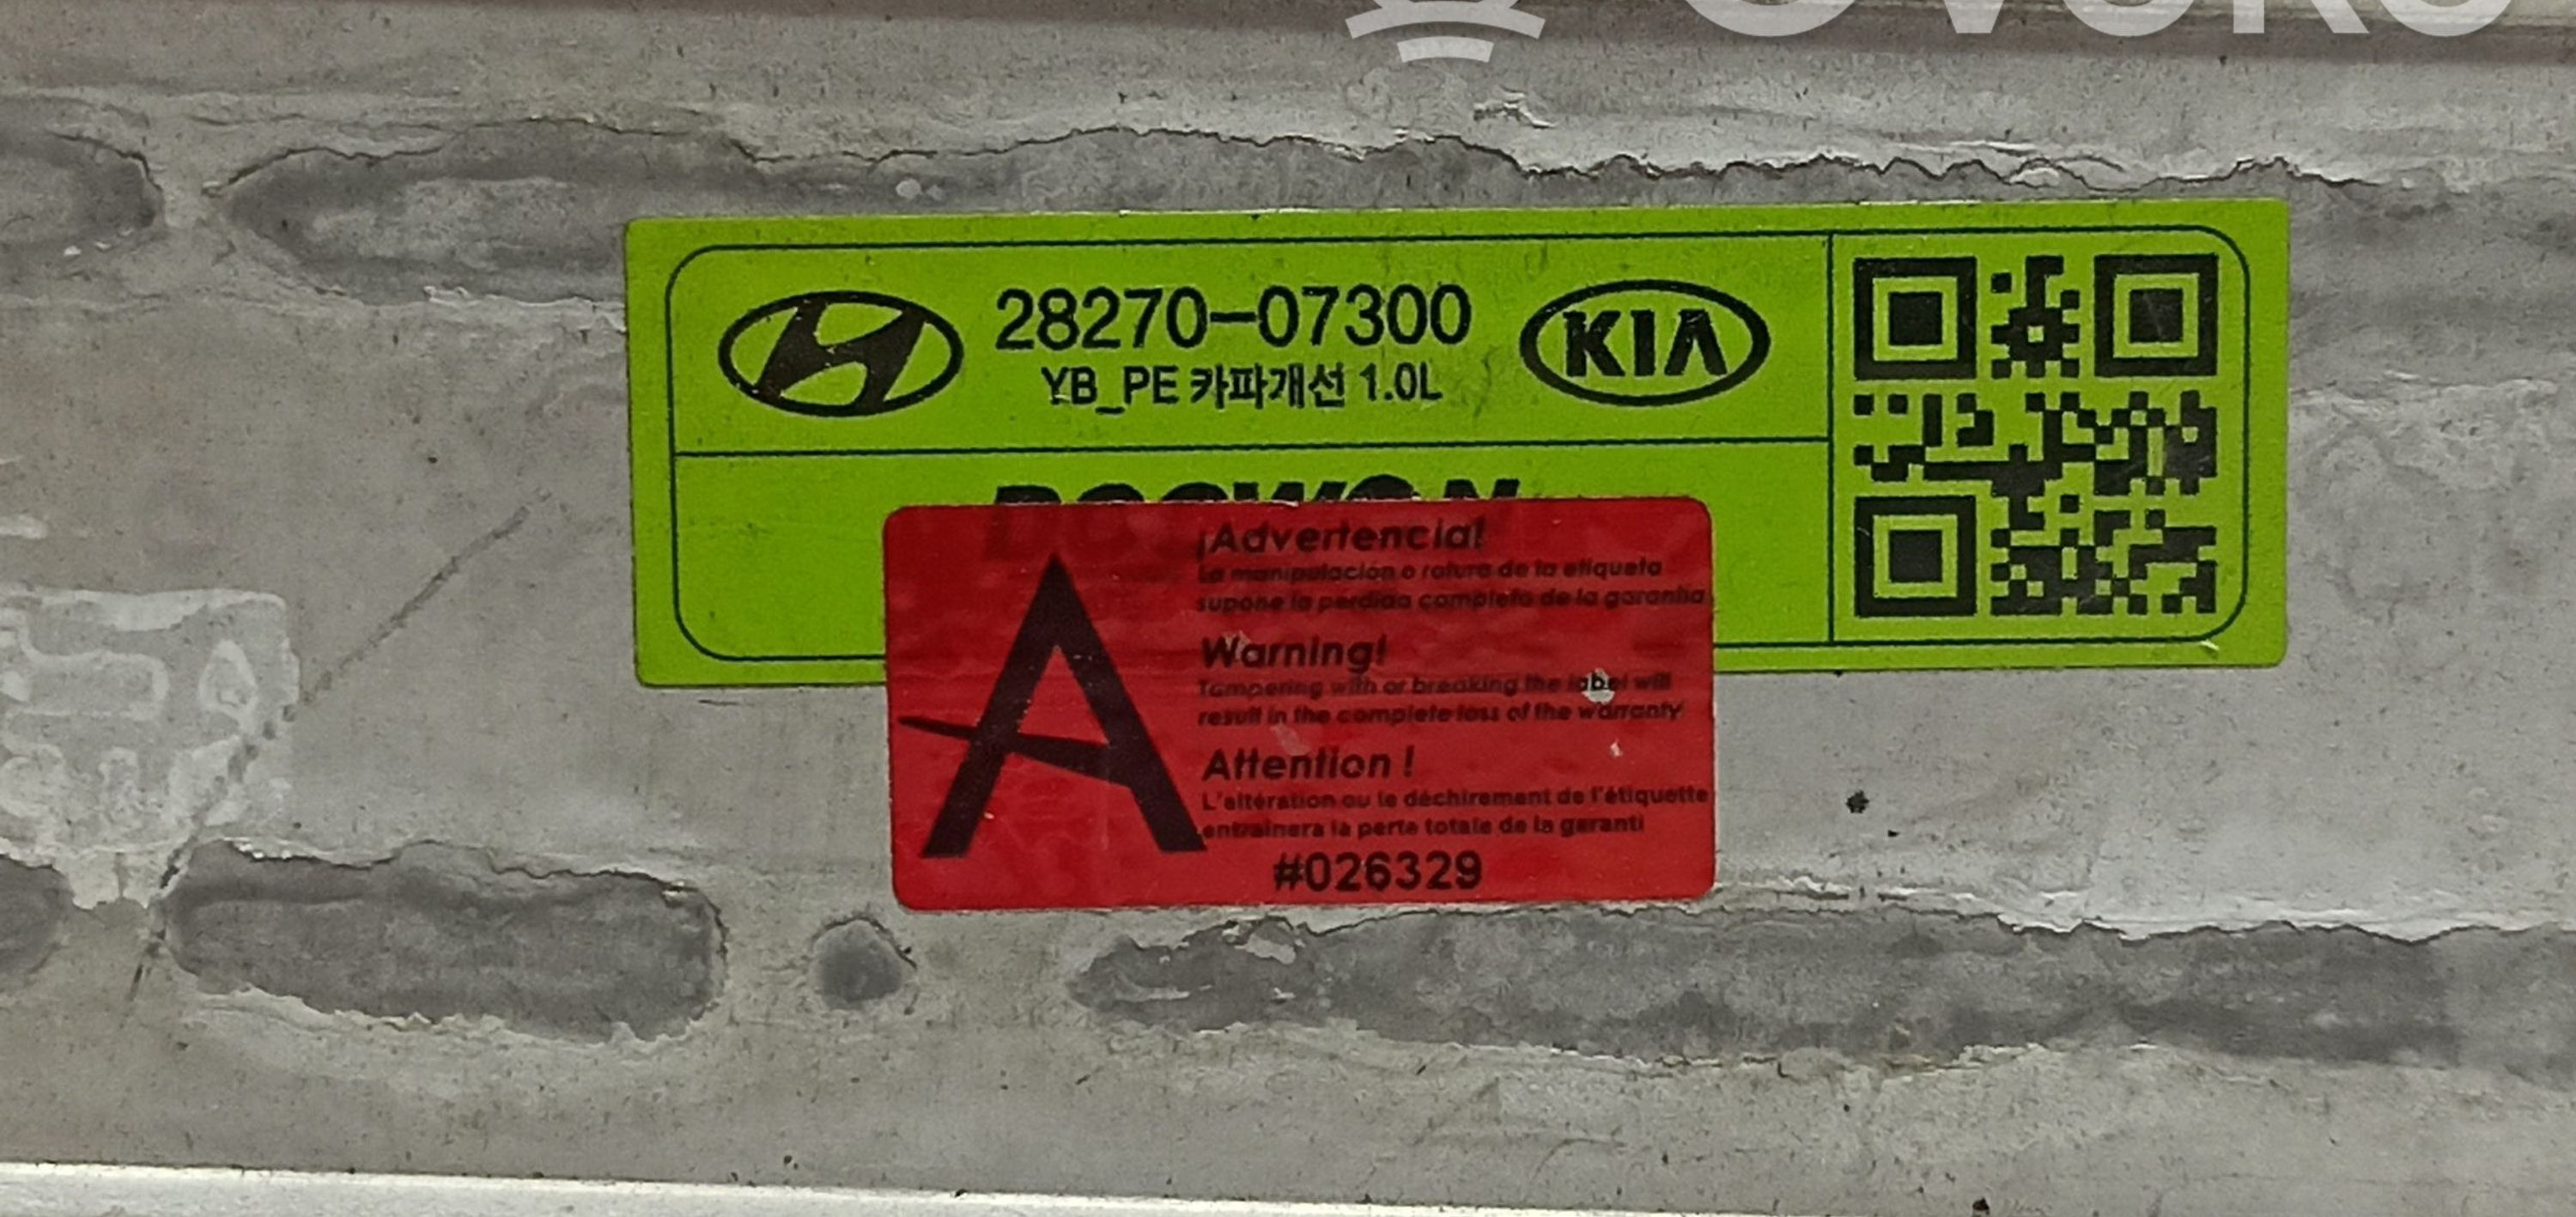 28270-07300
KIA
YB_PE 카파개선 1.0L
DOOWON
¡Advertencia!
La manipulacion o rotura de la etiqueta
supone la perdida completa de la garantia
Warning!
Tampering with or breaking the label will
result in the complete loss of the warranty
Attention !
L'altération ou le déchirement de l'étiquette
entrainera la perte totale de la garanti
#026329